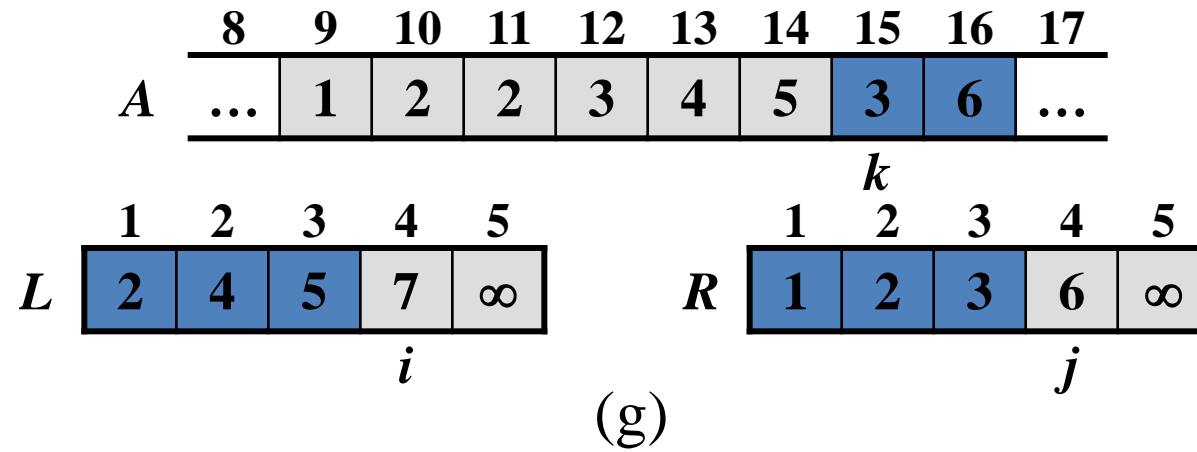 8 9 10 11 12 13 14 15 16 17
A ... 1 2 2 3 4 5 3 6 ...
k
1 2 3 4 5 1 2 3 4 5
L 2 4 5 7 ∞ R 1 2 3 6 ∞
i j
(g)